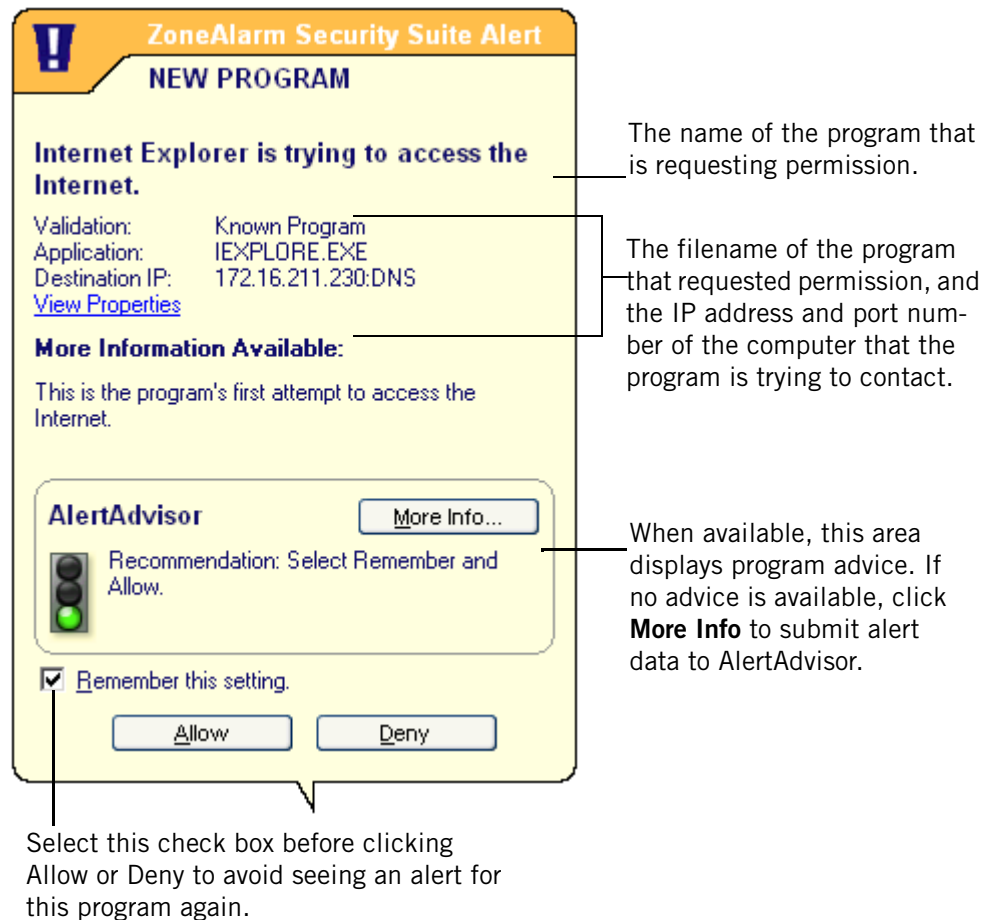 ZoneAlarm Security Suite Alert
NEW PROGRAM
Internet Explorer is trying to access the
Internet.
Validation: Known Program
Application: IEXPLORE.EXE
Destination IP: 172.16.211.230:DNS
View Properties
More Information Available:
This is the program's first attempt to access the
Internet.
AlertAdvisor
More Info...
Recommendation: Select Remember and
Allow.
Remember this setting.
Allow Deny
The name of the program that
is requesting permission.
The filename of the program
that requested permission, and
the IP address and port num-
ber of the computer that the
program is trying to contact.
When available, this area
displays program advice. If
no advice is available, click
More Info to submit alert
data to AlertAdvisor.
Select this check box before clicking
Allow or Deny to avoid seeing an alert for
this program again.